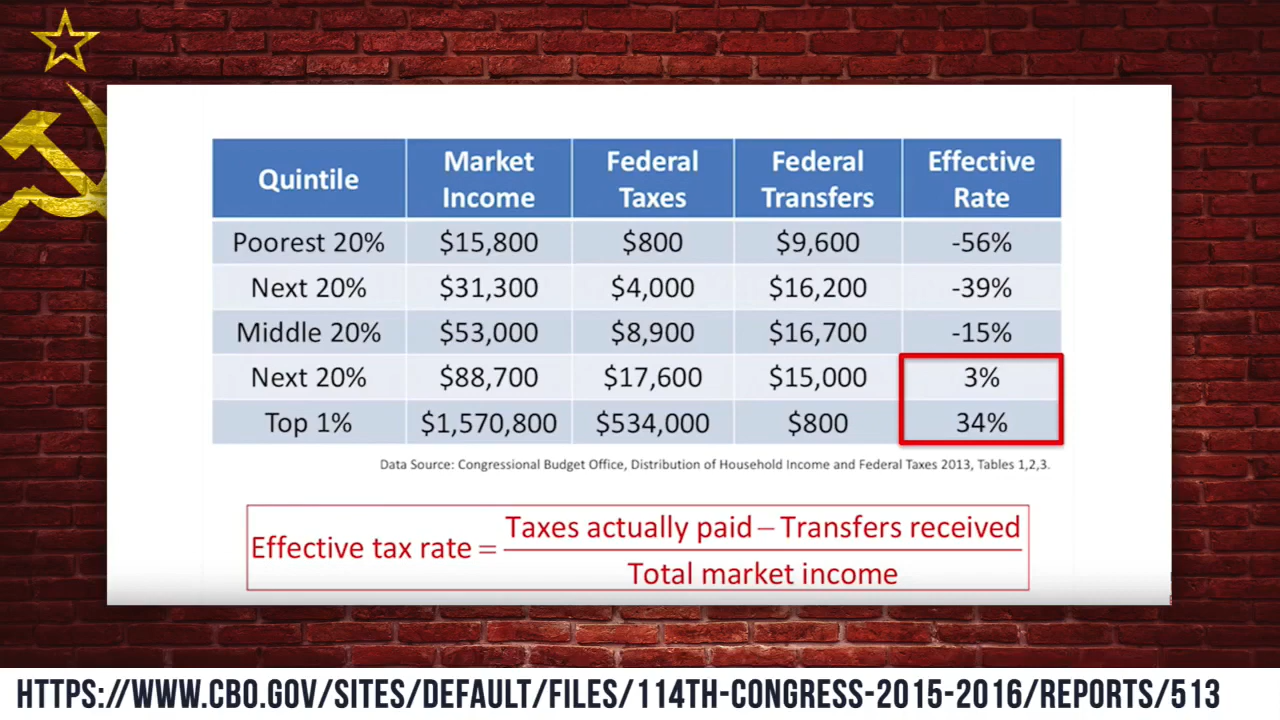 Quintile Market Income Federal Taxes Federal Transfers Effective Rate
Poorest 20% $15,800 $800 $9,600 -56%
Next 20% $31,300 $4,000 $16,200 -39%
Middle 20% $53,000 $8,900 $16,700 -15%
Next 20% $88,700 $17,600 $15,000 3%
Top 1% $1,570,800 $534,000 $800 34%
Data Source: Congressional Budget Office, Distribution of Household Income and Federal Taxes 2013, Tables 1,2,3.
Effective tax rate = Taxes actually paid – Transfers received
Total market income
HTTPS://WWW.CBO.GOV/SITES/DEFAULT/FILES/114TH-CONGRESS-2015-2016/REPORTS/513